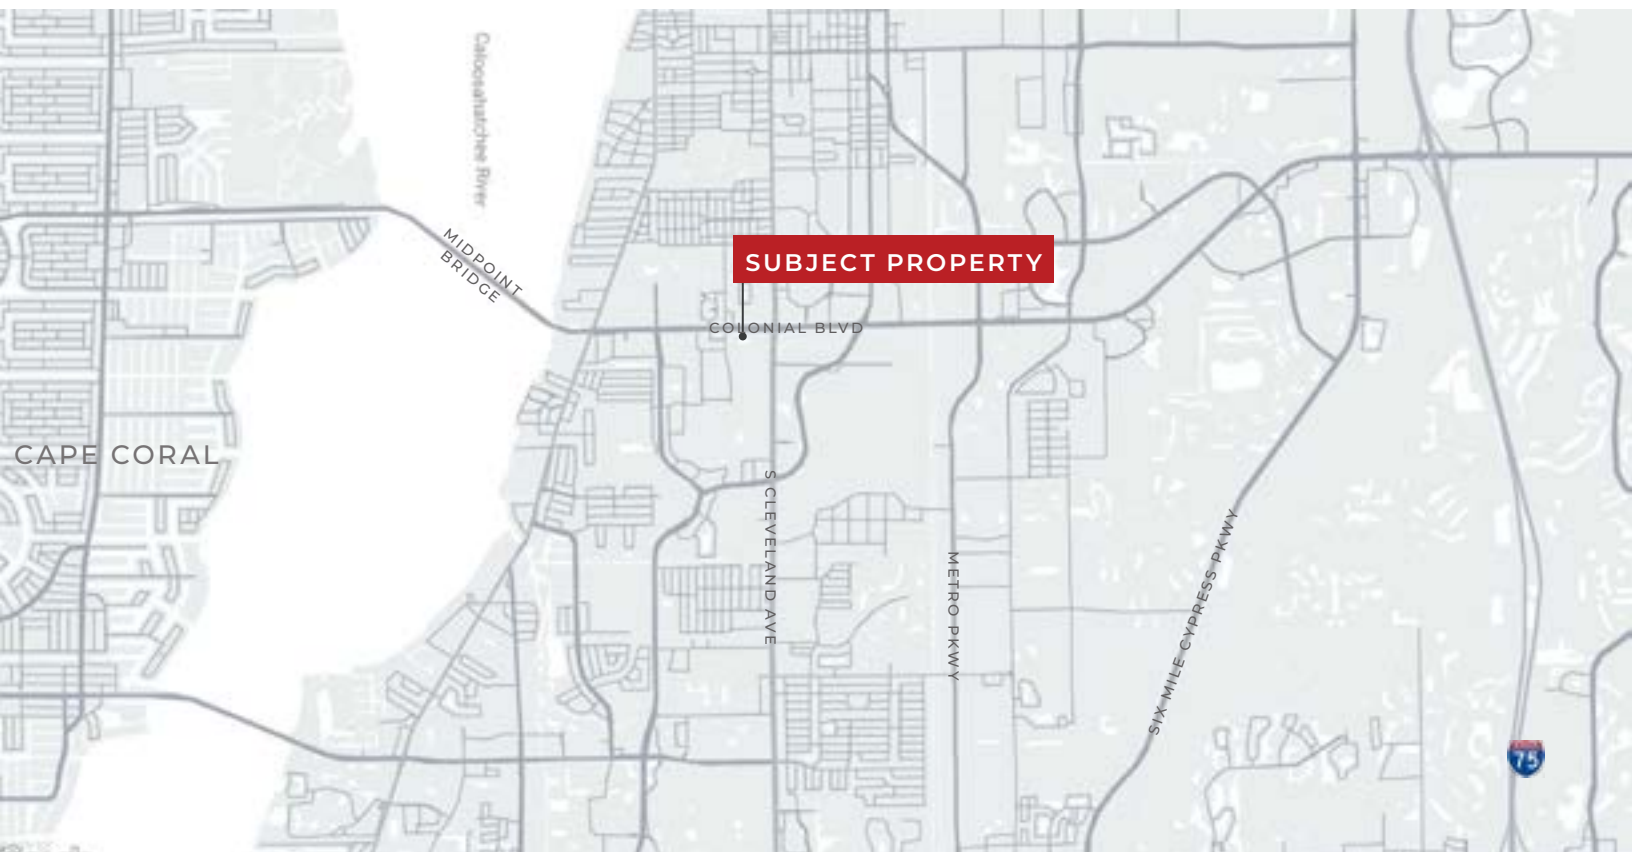 Caloosahatchee River
MIDPOINT
BRIDGE
SUBJECT PROPERTY
COLONIAL BLVD
CAPE CORAL
S CLEVELAND AVE
METRO PKWY
SIX MILE CYPRESS PKWY
75